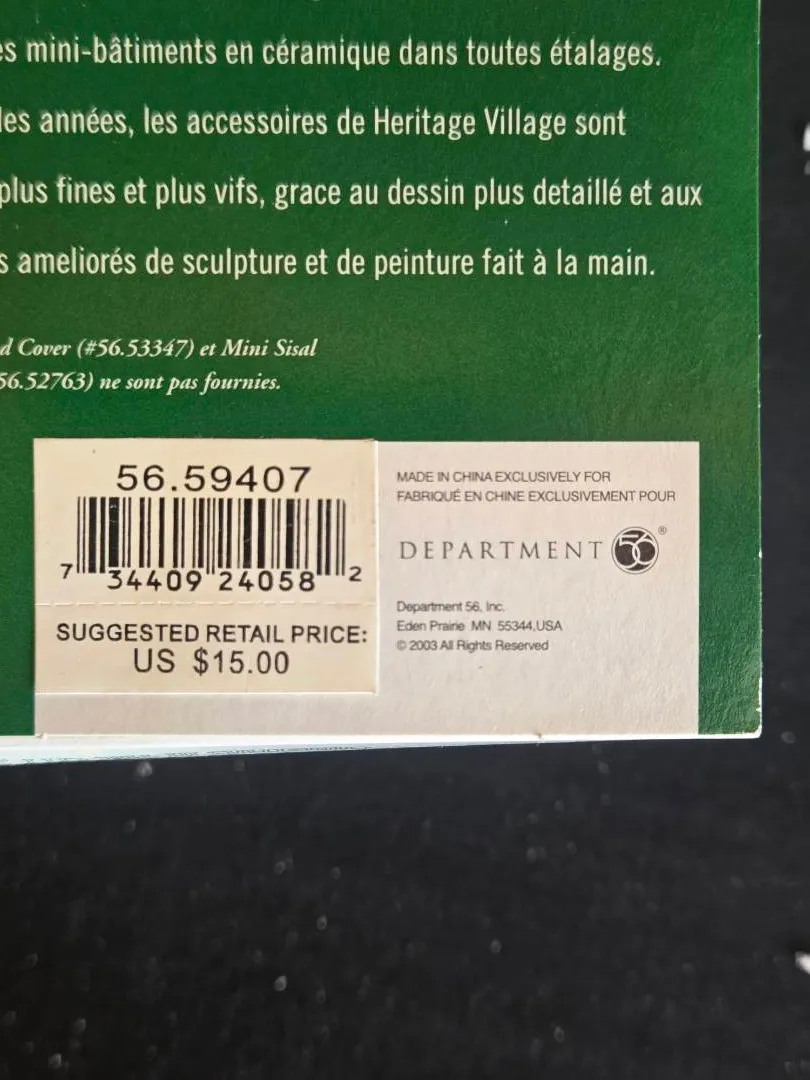 es mini-bâtiments en céramique dans toutes étalages.
les années, les accessoires de Heritage Village sont
plus fines et plus vifs, grace au dessin plus detaillé et aux
s ameliorés de sculpture et de peinture fait à la main.
d Cover (#56.53347) et Mini Sisal
56.52763) ne sont pas fournies.
56.59407
7 34409 24058 2
SUGGESTED RETAIL PRICE:
US $15.00
MADE IN CHINA EXCLUSIVELY FOR
FABRIQUÉ EN CHINE EXCLUSIVEMENT POUR
DEPARTMENT 56®
Department 56, Inc.
Eden Prairie MN 55344,USA
© 2003 All Rights Reserved